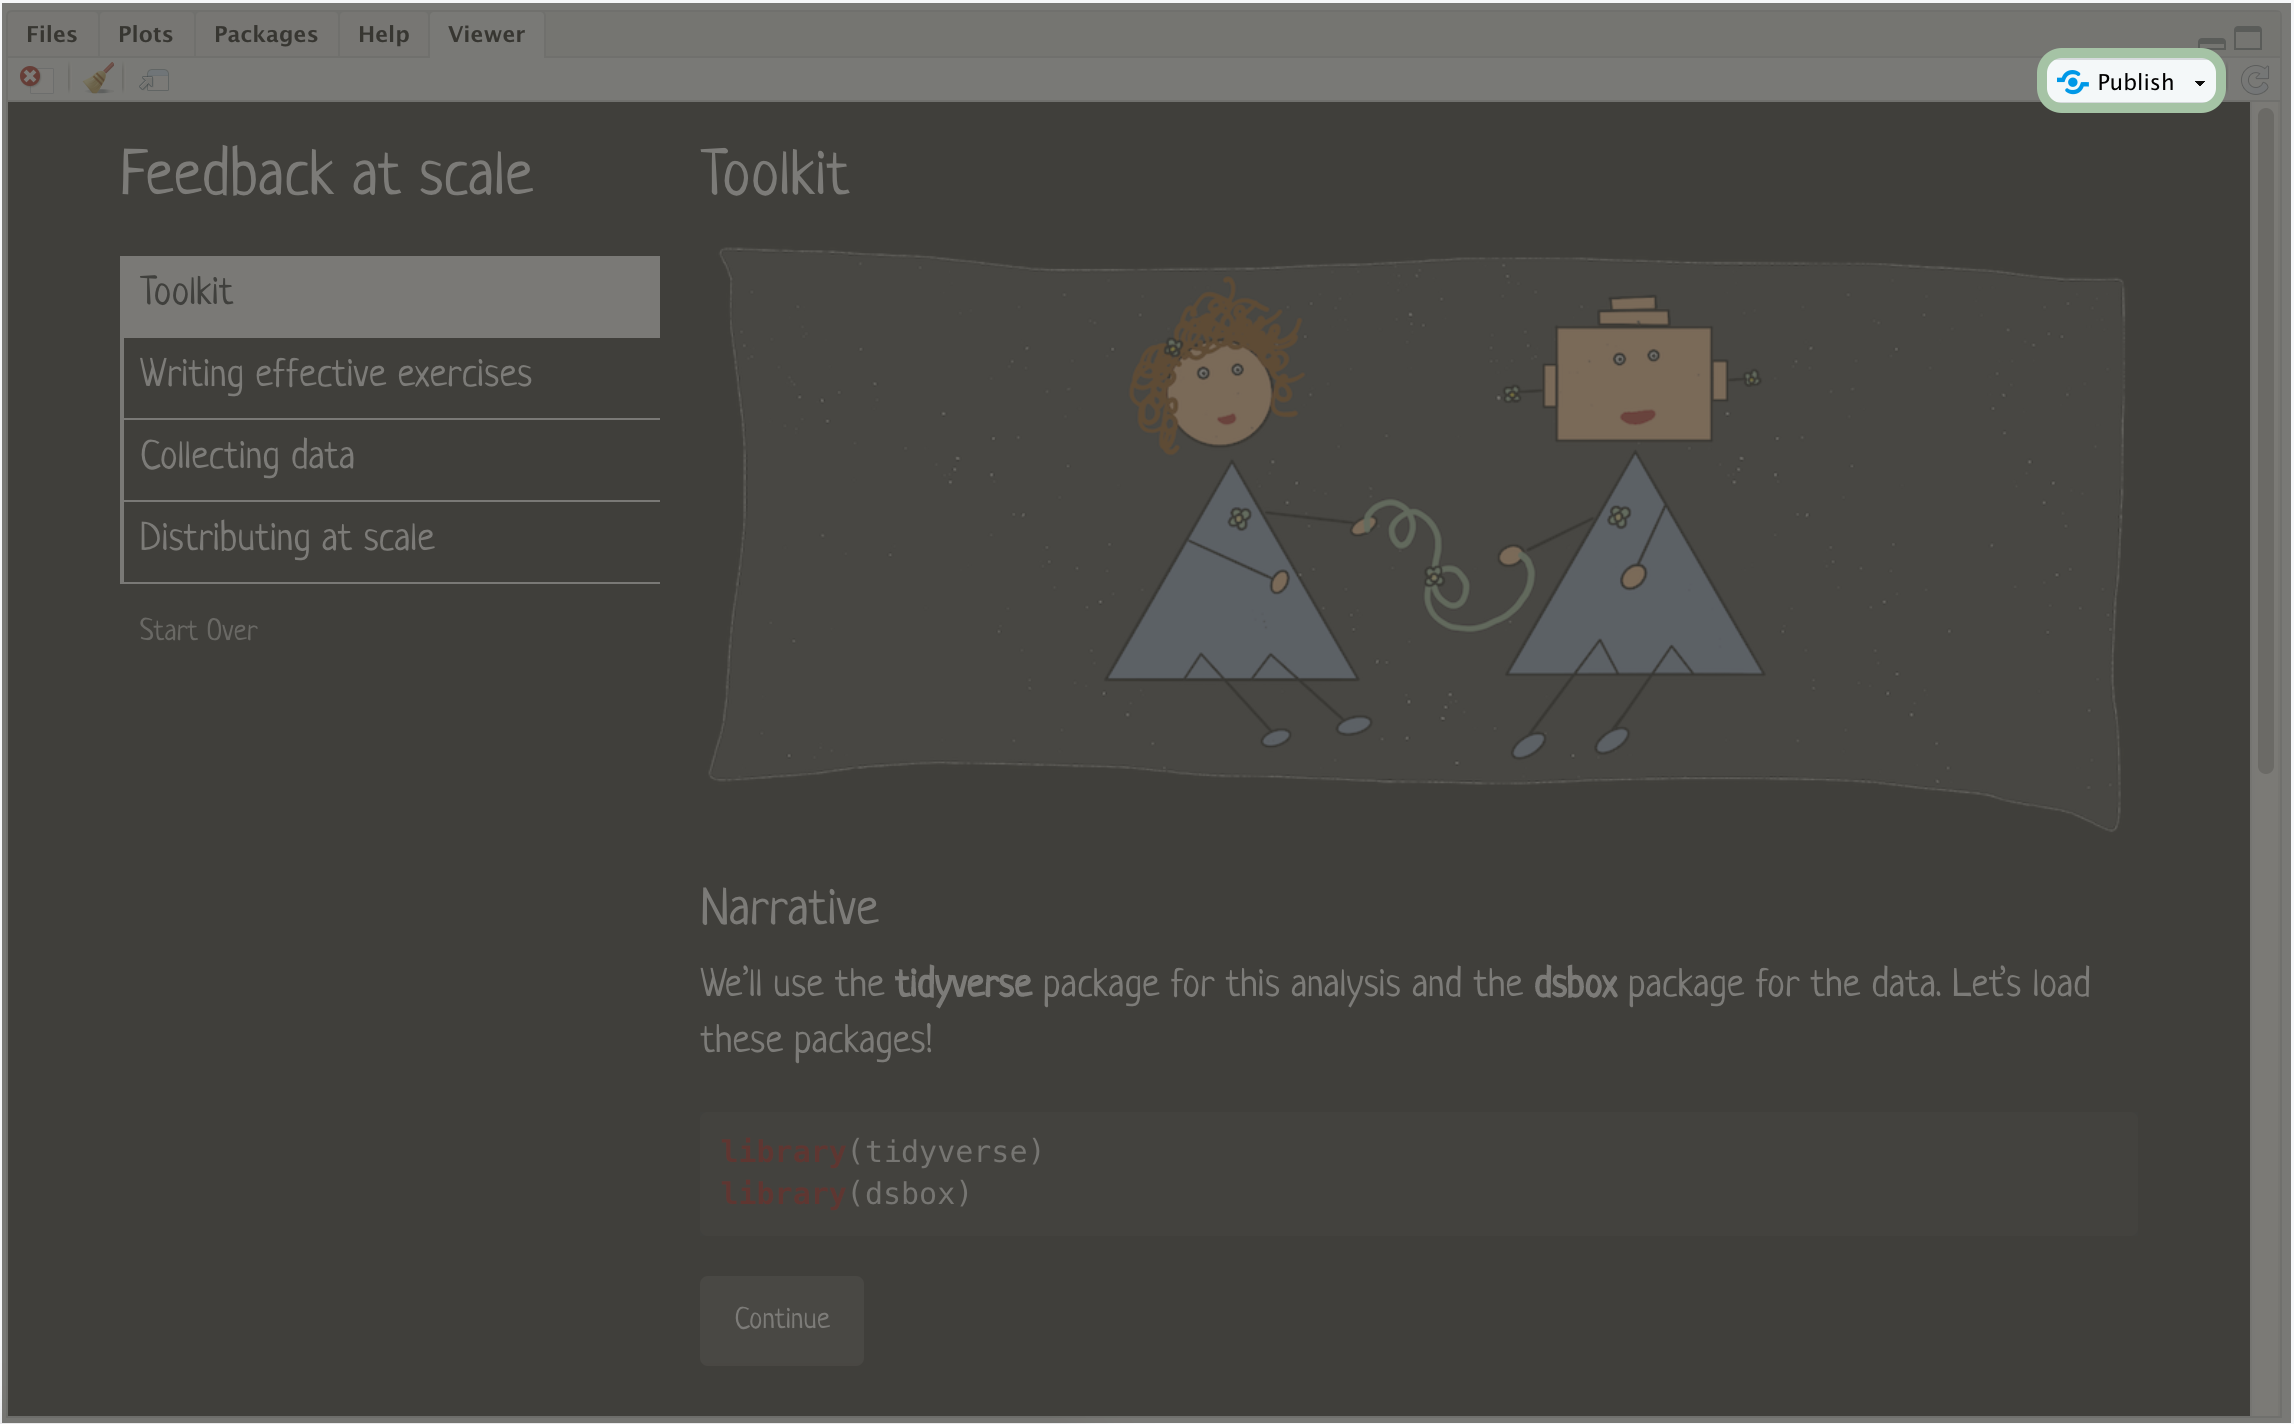 Files Plots Packages Help Viewer
Publish
Feedback at scale
Toolkit
Writing effective exercises
Collecting data
Distributing at scale
Start Over
Toolkit
Narrative
We'll use the tidyverse package for this analysis and the dsbox package for the data. Let's load
these packages!
library(tidyverse)
library(dsbox)
Continue